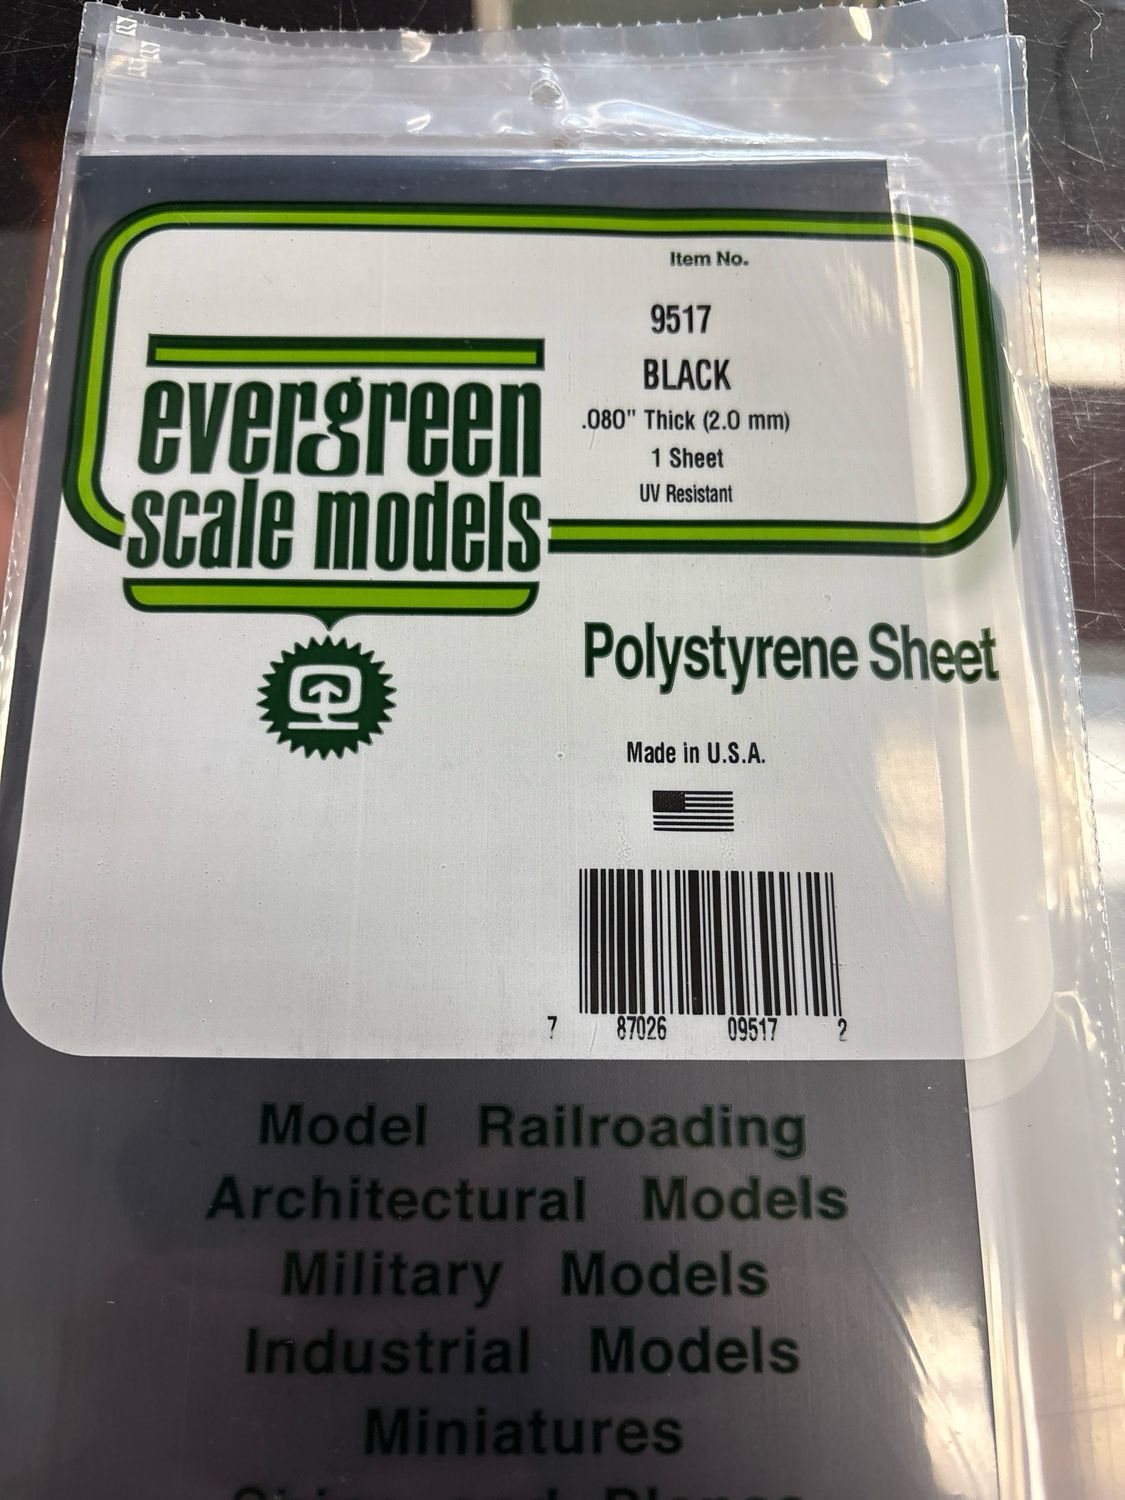 Item No.
9517
BLACK
.080" Thick (2.0 mm)
1 Sheet
UV Resistant
evergreen
scale models
Polystyrene Sheet
Made in U.S.A.
7 87026 09517 2
Model Railroading
Architectural Models
Military Models
Industrial Models
Miniatures